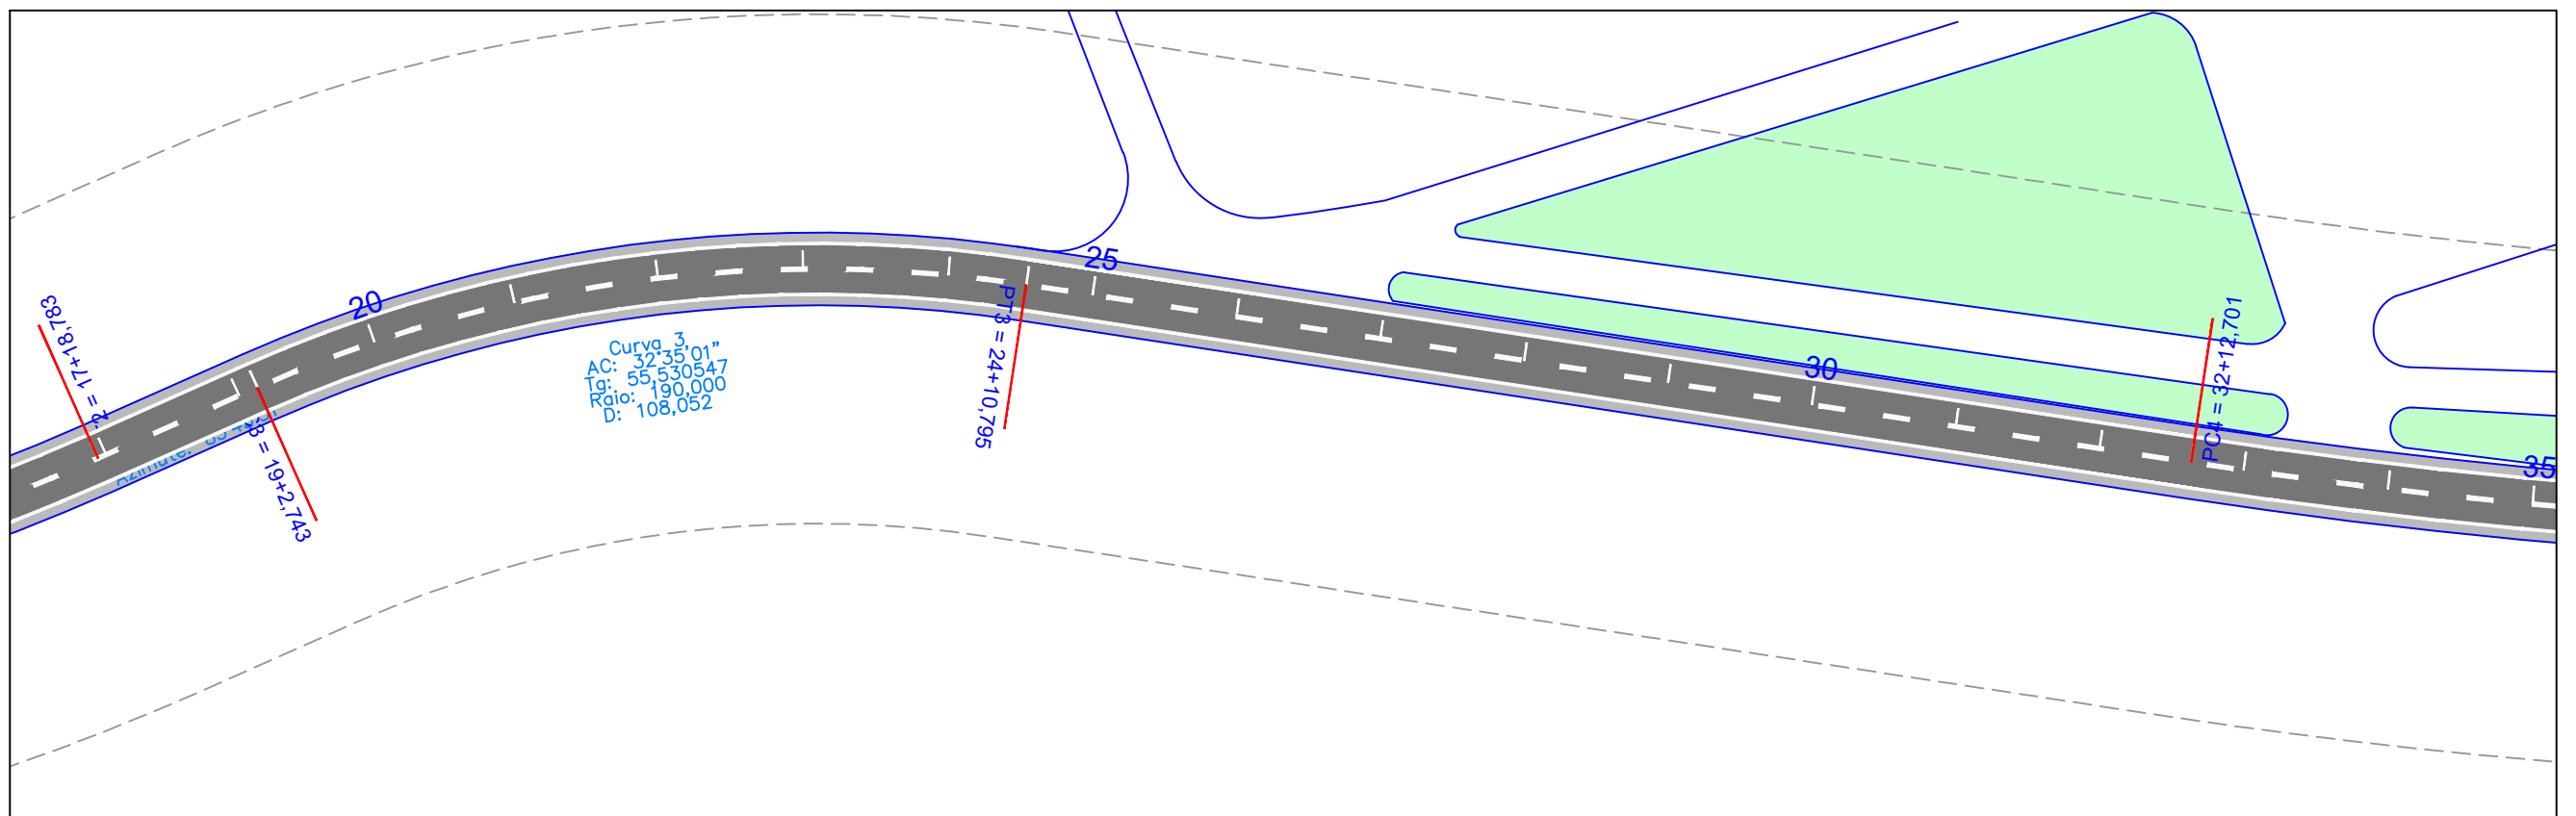 = 17+18,783
20
Azimute:
= 19+2,743
Curva 3
AC: 32°35'01"
Tg: 55,530547
Raio: 190,000
D: 108,052
PT3 = 24+10,795
25
30
PC4 = 32+12,701
35